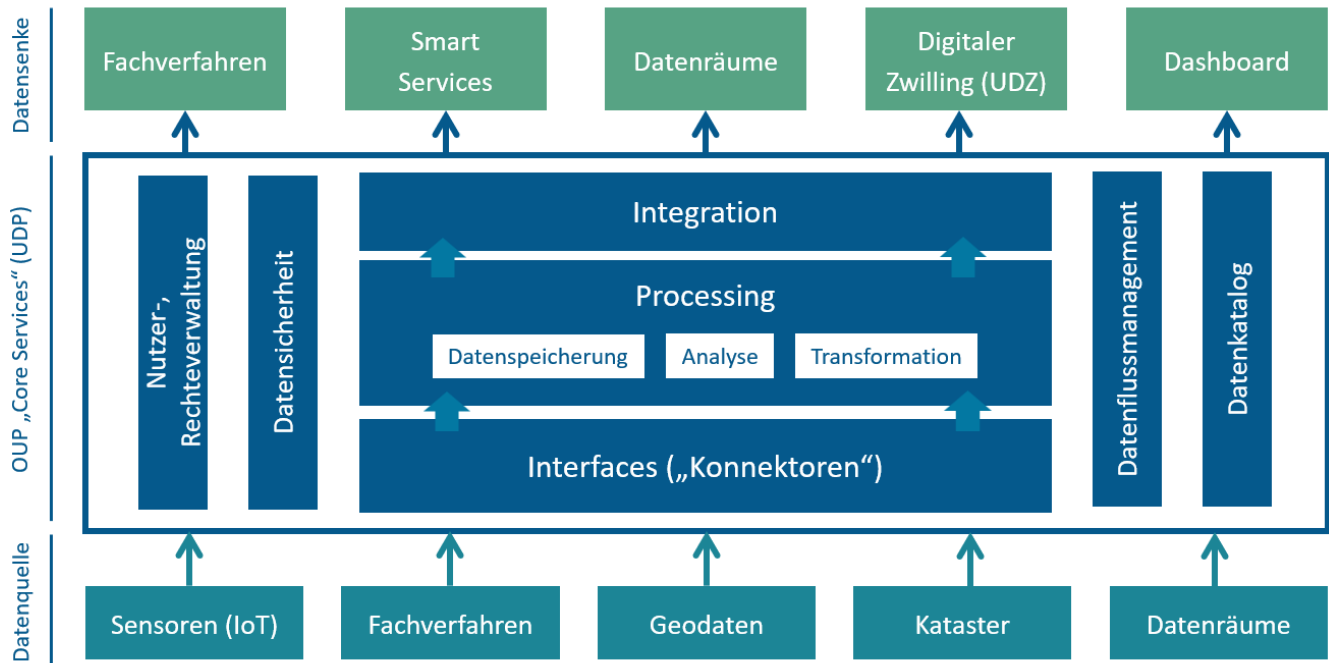 Datensenke
Fachverfahren
Smart
Services
Datenräume
Digitaler
Zwilling (UDZ)
Dashboard
OUP „Core Services“ (UDP)
Nutzer-,
Rechteverwaltung
Datensicherheit
Integration
Processing
Datenspeicherung
Analyse
Transformation
Interfaces („Konnektoren“)
Datenflussmanagement
Datenkatalog
Datenquelle
Sensoren (IoT)
Fachverfahren
Geodaten
Kataster
Datenräume